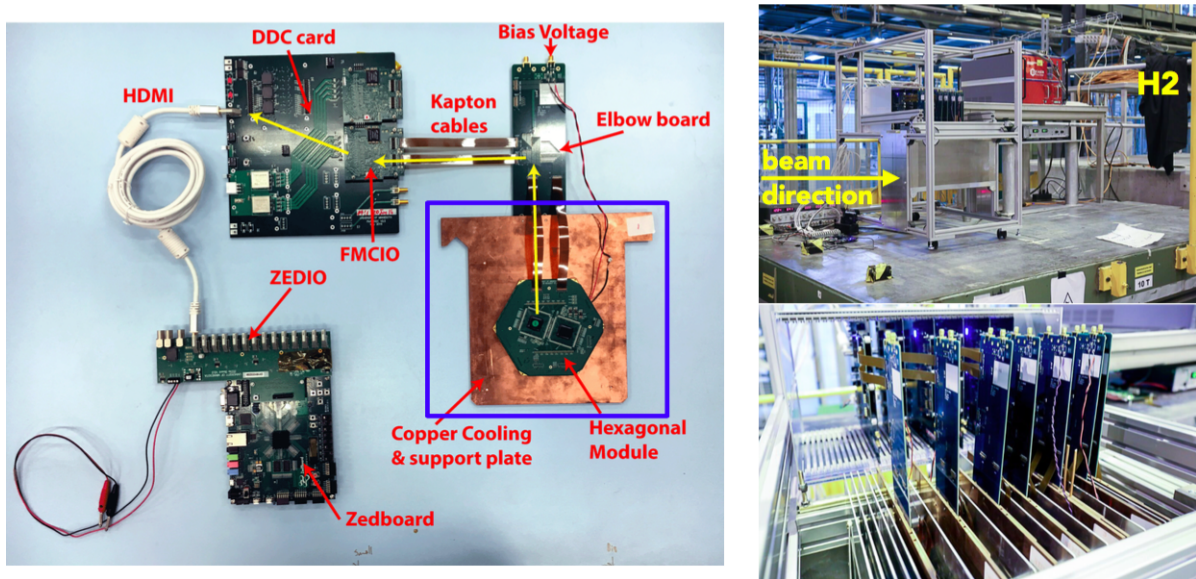 DDC card
Bias Voltage
HDMI
Kapton
cables
Elbow board
FMCIO
ZEDIO
Copper Cooling
& support plate
Hexagonal
Module
Zedboard
H2
beam
direction
10 T